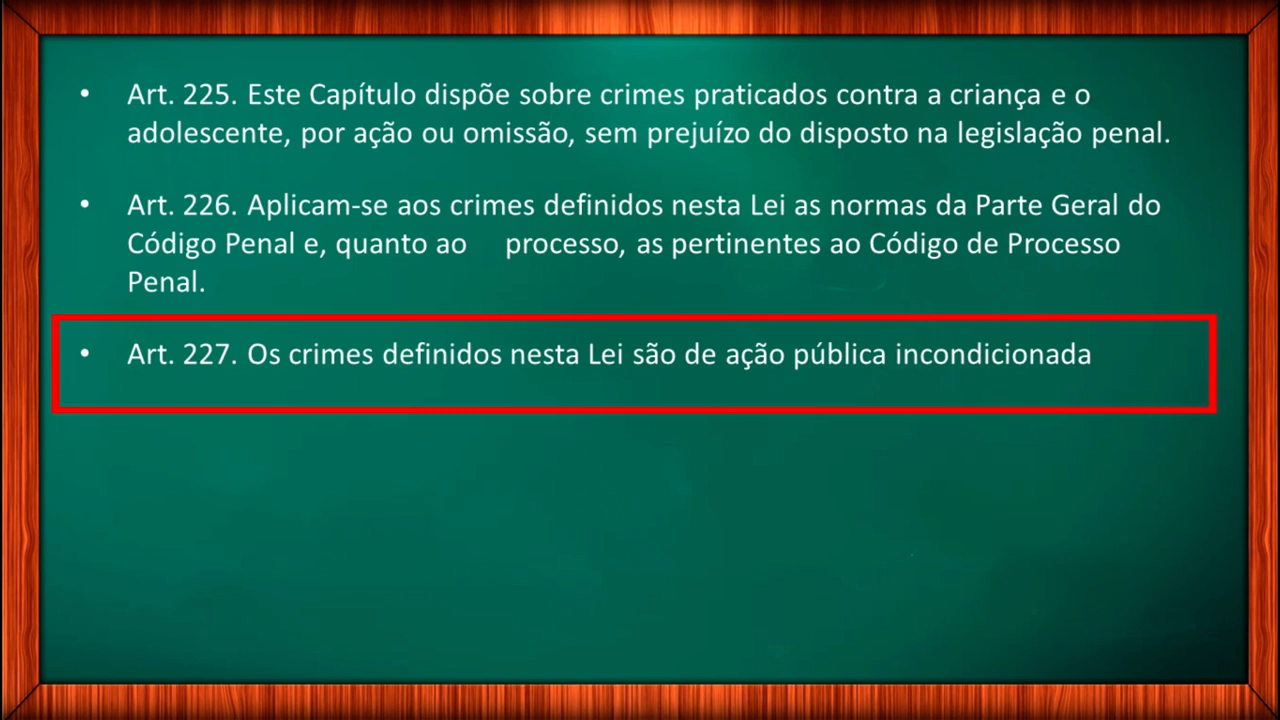 • Art. 225. Este Capítulo dispõe sobre crimes praticados contra a criança e o
adolescente, por ação ou omissão, sem prejuízo do disposto na legislação penal.
• Art. 226. Aplicam-se aos crimes definidos nesta Lei as normas da Parte Geral do
Código Penal e, quanto ao processo, as pertinentes ao Código de Processo
Penal.
• Art. 227. Os crimes definidos nesta Lei são de ação pública incondicionada